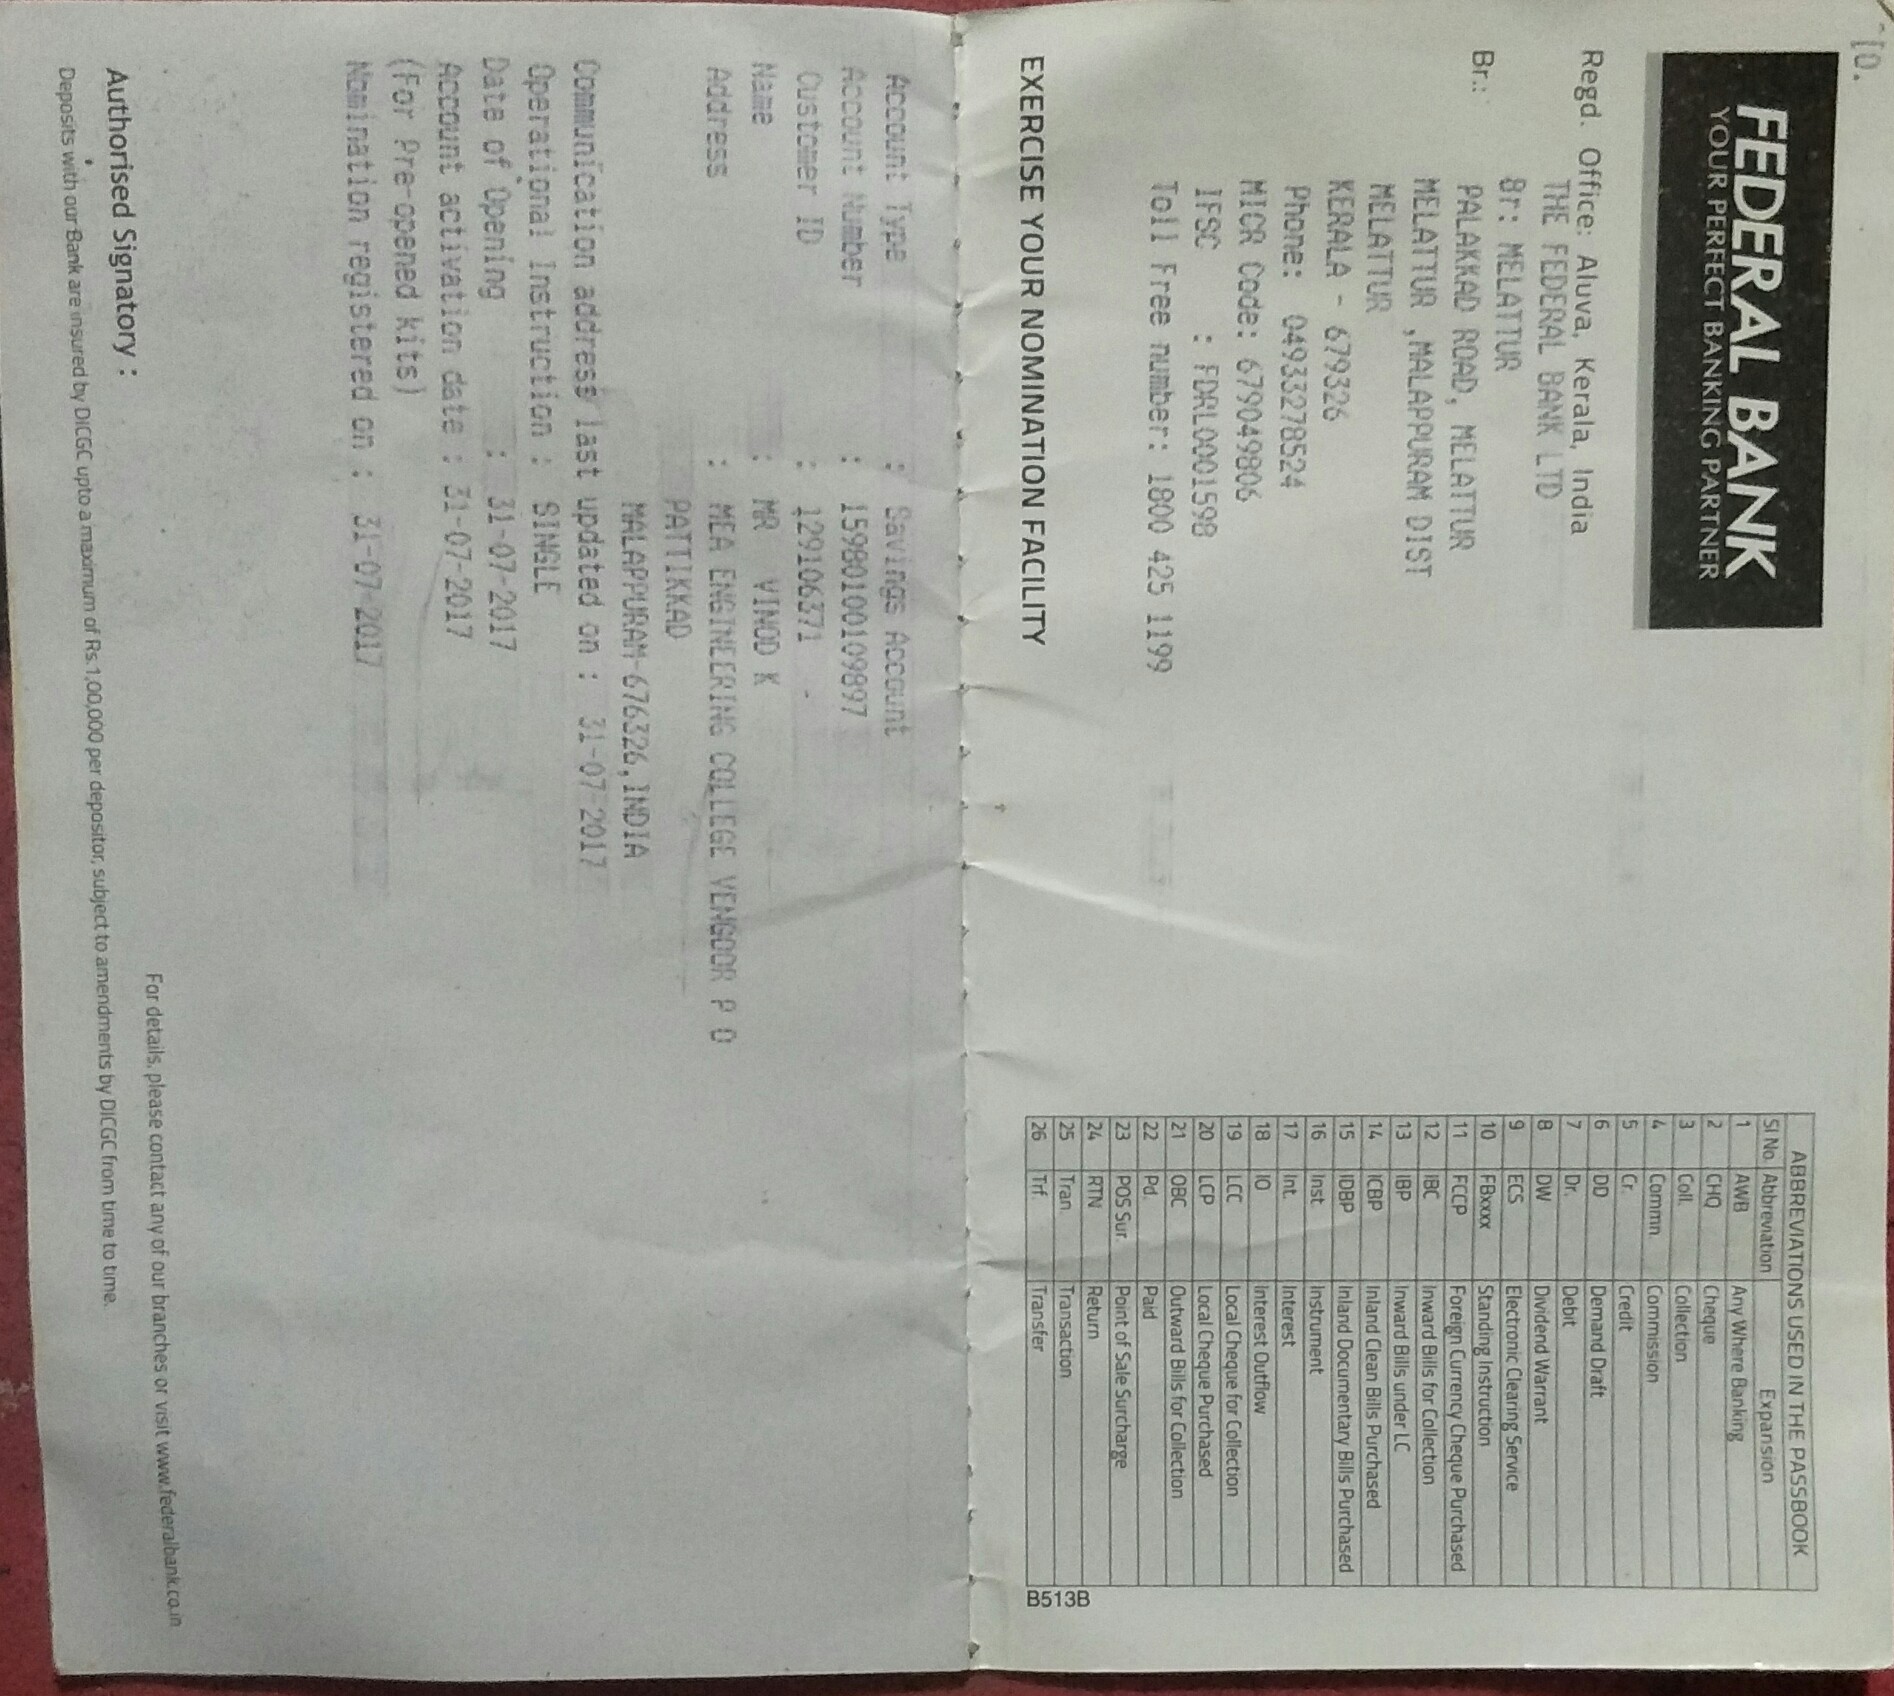 FEDERAL BANK
YOUR PERFECT BANKING PARTNER
Regd. Office: Aluva, Kerala, India
THE FEDERAL BANK LTD
Br.: Br: MELATTUR
PALAKKAD ROAD, MELATTUR
MELATTUR ,MALAPPURAM DIST
MELATTUR
KERALA - 679326
Phone: 04933278524
MICR Code: 679049806
IFSC : FDRL0001598
Toll Free number: 1800 425 1199
EXERCISE YOUR NOMINATION FACILITY
ABBREVIATIONS USED IN THE PASSBOOK
Sl No. Abbreviation Expansion
1 AWB Any Where Banking
2 CHQ Cheque
3 Coll. Collection
4 Commn Commission
5 Cr. Credit
6 DD Demand Draft
7 Dr. Debit
8 DW Dividend Warrant
9 ECS Electronic Clearing Service
10 FBxxxx Standing Instruction
11 FCCP Foreign Currency Cheque Purchased
12 IBC Inward Bills for Collection
13 IBP Inward Bills under LC
14 ICBP Inland Clean Bills Purchased
15 IDBP Inland Documentary Bills Purchased
16 Inst Instrument
17 Int. Interest
18 IO Interest Outflow
19 LCC Local Cheque for Collection
20 LCP Local Cheque Purchased
21 OBC Outward Bills for Collection
22 Pd. Paid
23 POS Sur. Point of Sale Surcharge
24 RTN Return
25 Tran. Transaction
26 Trf. Transfer
B513B
Account Type : Savings Account
Account Number : 15980100109897
Customer ID : 129106371
Name : MR VINOD K
Address : MEA ENGINEERING COLLEGE VENGOOR P O
PATTIKKAD
MALAPPURAM-676326,INDIA
Communication address last updated on : 31-07-2017
Operational Instruction : SINGLE
Date of Opening : 31-07-2017
Account activation date : 31-07-2017
(For Pre-opened kits)
Nomination registered on : 31-07-2017
For details, please contact any of our branches or visit www.federalbank.co.in
Authorised Signatory :
Deposits with our Bank are insured by DICGC upto a maximum of Rs.1,00,000 per depositor, subject to amendments by DICGC from time to time.